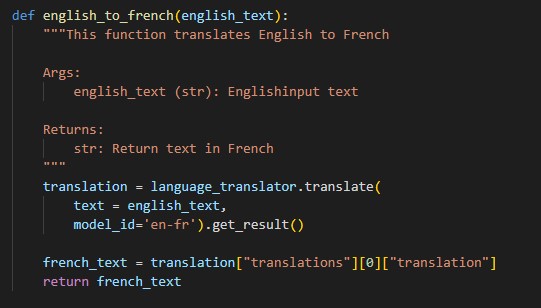 def english_to_french(english_text):
    """This function translates English to French

    Args:
        english_text (str): Englishinput text

    Returns:
        str: Return text in French
    """
    translation = language_translator.translate(
        text = english_text,
        model_id='en-fr').get_result()

    french_text = translation["translations"][0]["translation"]
    return french_text